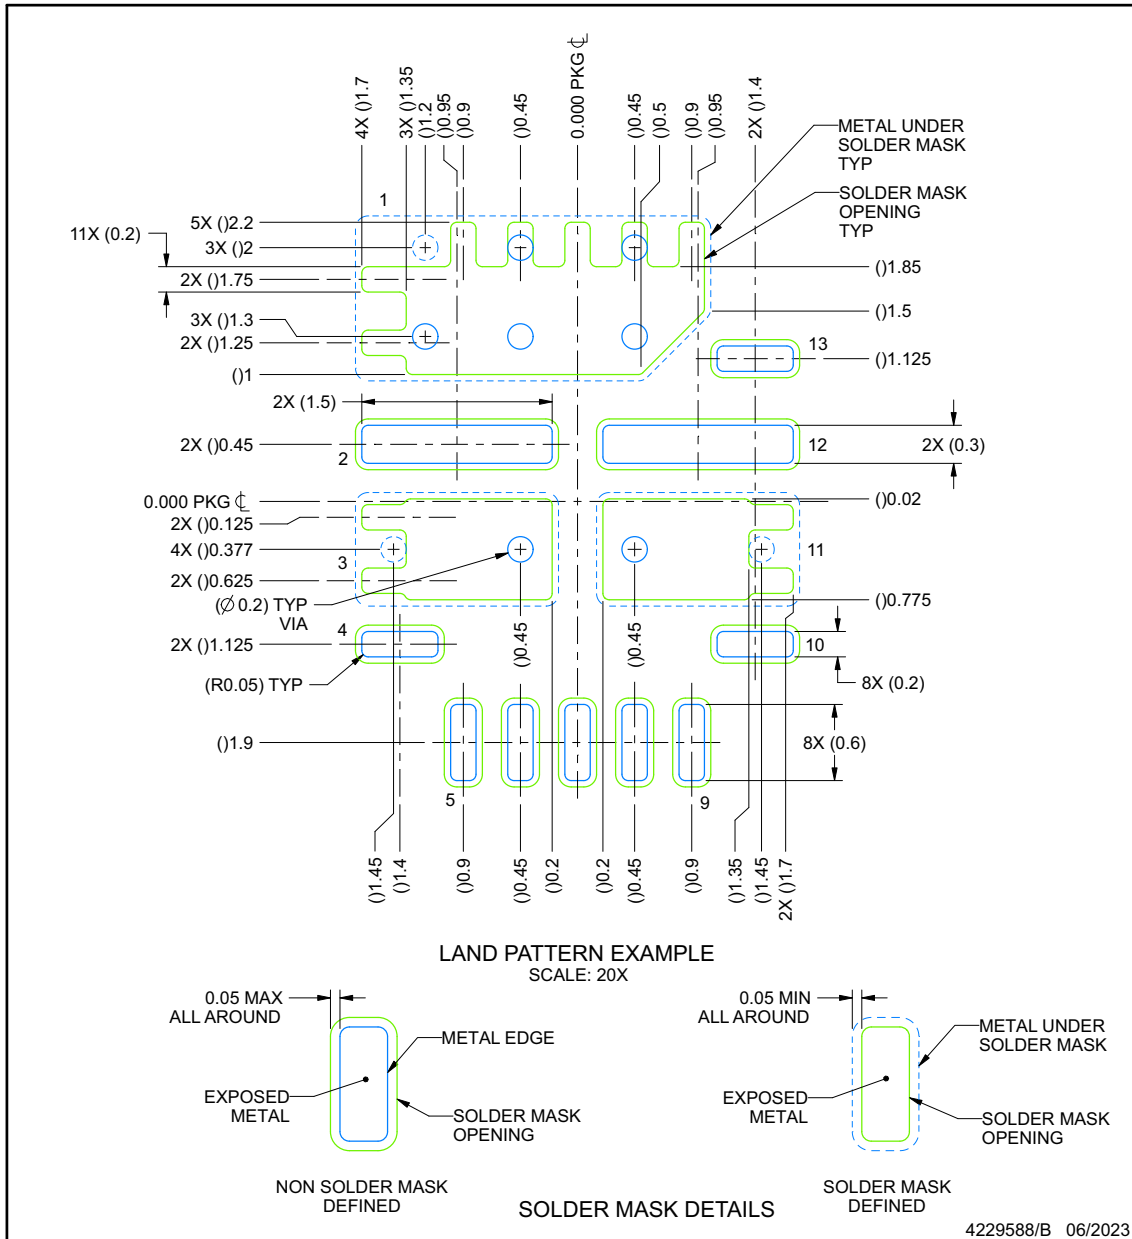 4X ()1.7
3X ()1.35
()1.2
()0.95
()0.9
()0.45
0.000 PKG ℄
()0.45
()0.5
()0.9
()0.95
2X ()1.4
METAL UNDER
SOLDER MASK
TYP
SOLDER MASK
OPENING
TYP
1
5X ()2.2
11X (0.2)
3X ()2
2X ()1.75
()1.85
3X ()1.3
()1.5
2X ()1.25
13
()1.125
()1
2X (1.5)
2X ()0.45
2
12
2X (0.3)
0.000 PKG ℄
()0.02
2X ()0.125
4X ()0.377
3
11
2X ()0.625
(Ø 0.2) TYP
VIA
()0.775
4
2X ()1.125
10
()0.45
()0.45
(R0.05) TYP
8X (0.2)
()1.9
8X (0.6)
5
9
()1.45
()1.4
()0.9
()0.45
()0.2
()0.2
()0.45
()0.9
()1.35
()1.45
2X ()1.7
LAND PATTERN EXAMPLE
SCALE: 20X
0.05 MAX
ALL AROUND
METAL EDGE
EXPOSED
METAL
SOLDER MASK
OPENING
NON SOLDER MASK
DEFINED
0.05 MIN
ALL AROUND
METAL UNDER
SOLDER MASK
EXPOSED
METAL
SOLDER MASK
OPENING
SOLDER MASK
DEFINED
SOLDER MASK DETAILS
4229588/B 06/2023